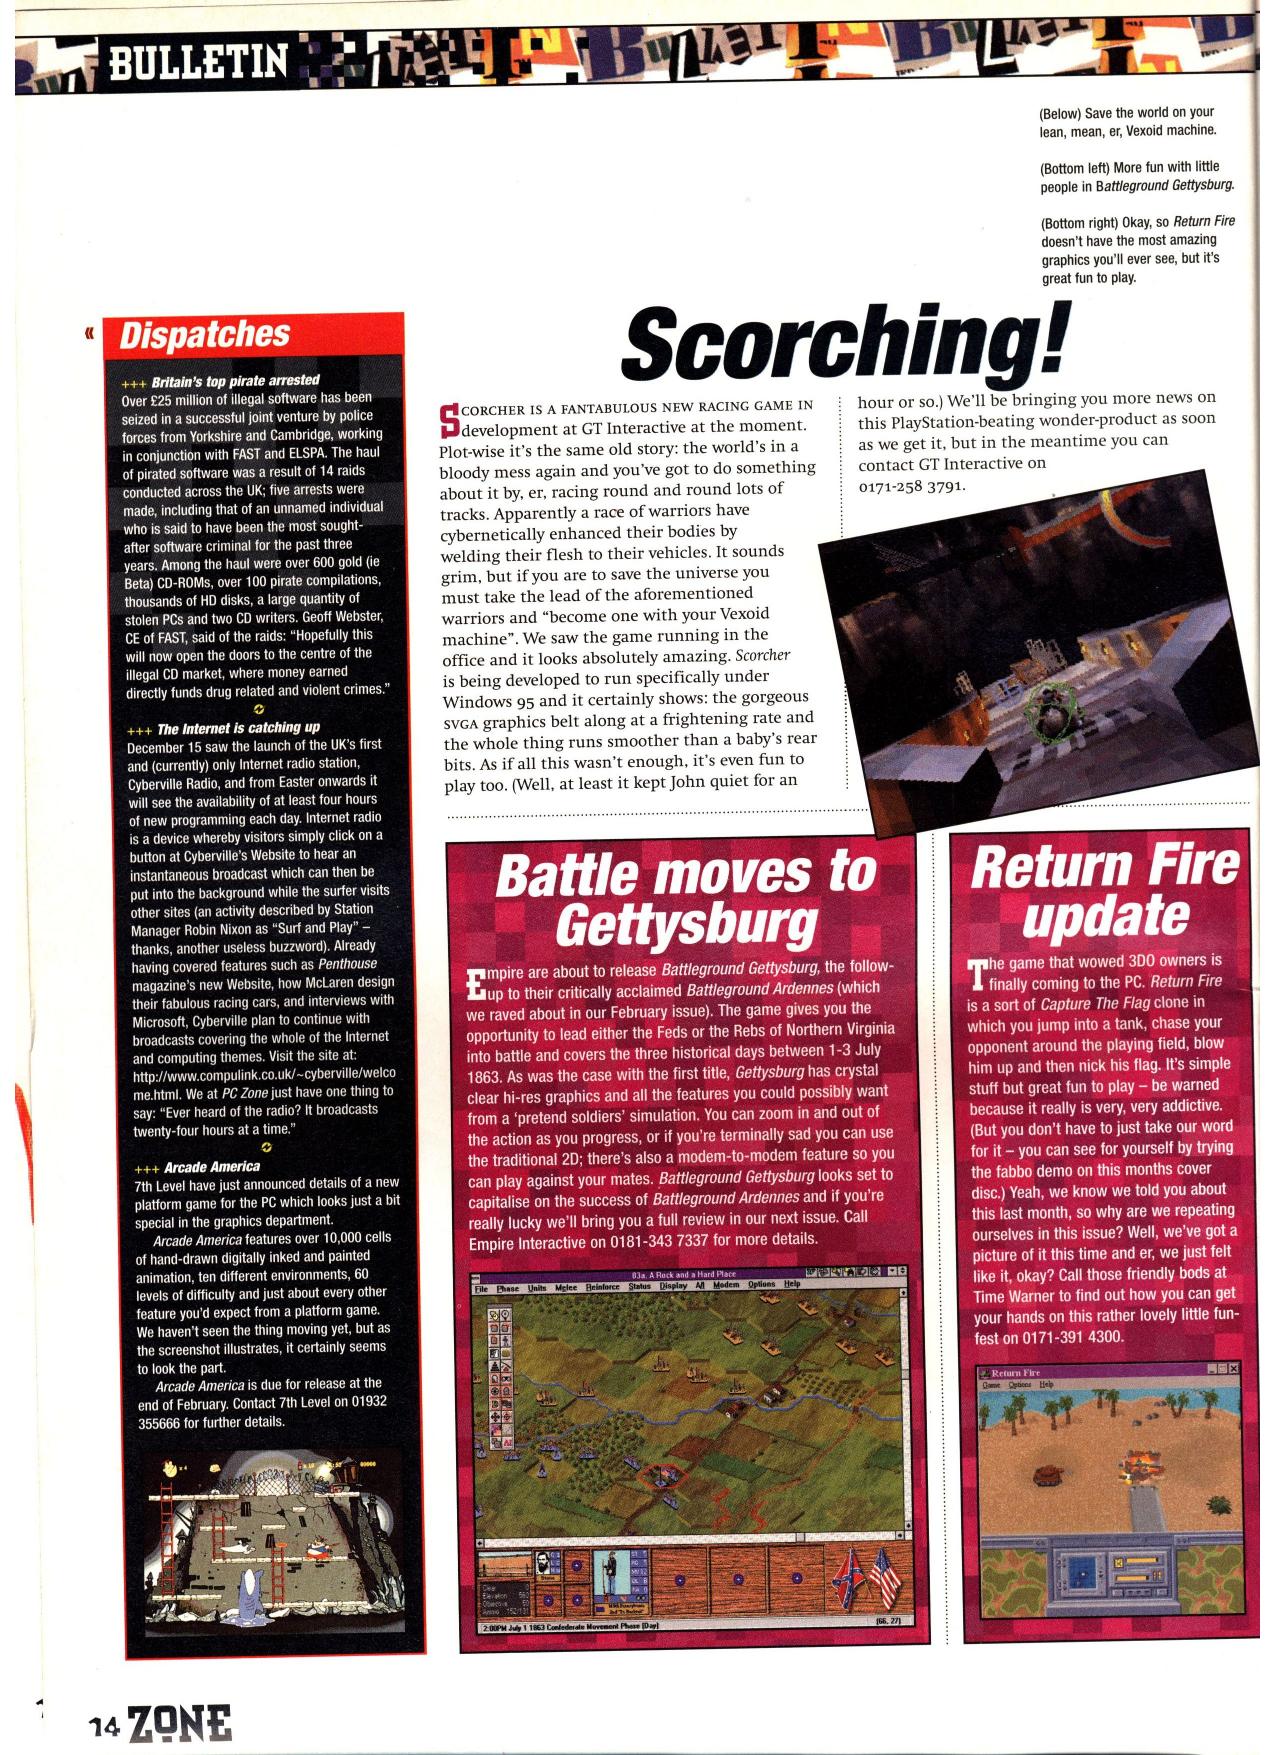 BULLETIN
(Below) Save the world on your
lean, mean, er, Vexoid machine.
(Bottom left) More fun with little
people in Battleground Gettysburg.
(Bottom right) Okay, so Return Fire
doesn't have the most amazing
graphics you'll ever see, but it's
great fun to play.
«
Dispatches
+++ Britain's top pirate arrested
Over £25 million of illegal software has been
seized in a successful joint venture by police
forces from Yorkshire and Cambridge, working
in conjunction with FAST and ELSPA. The haul
of pirated software was a result of 14 raids
conducted across the UK; five arrests were
made, including that of an unnamed individual
who is said to have been the most sought-
after software criminal for the past three
years. Among the haul were over 600 gold (ie
Beta) CD-ROMs, over 100 pirate compilations,
thousands of HD disks, a large quantity of
stolen PCs and two CD writers. Geoff Webster,
CE of FAST, said of the raids: "Hopefully this
will now open the doors to the centre of the
illegal CD market, where money earned
directly funds drug related and violent crimes."
+++ The Internet is catching up
December 15 saw the launch of the UK's first
and (currently) only Internet radio station,
Cyberville Radio, and from Easter onwards it
will see the availability of at least four hours
of new programming each day. Internet radio
is a device whereby visitors simply click on a
button at Cyberville's Website to hear an
instantaneous broadcast which can then be
put into the background while the surfer visits
other sites (an activity described by Station
Manager Robin Nixon as "Surf and Play" –
thanks, another useless buzzword). Already
having covered features such as Penthouse
magazine's new Website, how McLaren design
their fabulous racing cars, and interviews with
Microsoft, Cyberville plan to continue with
broadcasts covering the whole of the Internet
and computing themes. Visit the site at:
http://www.compulink.co.uk/~cyberville/welco
me.html. We at PC Zone just have one thing to
say: "Ever heard of the radio? It broadcasts
twenty-four hours at a time."
+++ Arcade America
7th Level have just announced details of a new
platform game for the PC which looks just a bit
special in the graphics department.
Arcade America features over 10,000 cells
of hand-drawn digitally inked and painted
animation, ten different environments, 60
levels of difficulty and just about every other
feature you'd expect from a platform game.
We haven't seen the thing moving yet, but as
the screenshot illustrates, it certainly seems
to look the part.
Arcade America is due for release at the
end of February. Contact 7th Level on 01932
355666 for further details.
Scorching!
SCORCHER IS A FANTABULOUS NEW RACING GAME IN
development at GT Interactive at the moment.
Plot-wise it's the same old story: the world's in a
bloody mess again and you've got to do something
about it by, er, racing round and round lots of
tracks. Apparently a race of warriors have
cybernetically enhanced their bodies by
welding their flesh to their vehicles. It sounds
grim, but if you are to save the universe you
must take the lead of the aforementioned
warriors and "become one with your Vexoid
machine". We saw the game running in the
office and it looks absolutely amazing. Scorcher
is being developed to run specifically under
Windows 95 and it certainly shows: the gorgeous
SVGA graphics belt along at a frightening rate and
the whole thing runs smoother than a baby's rear
bits. As if all this wasn't enough, it's even fun to
play too. (Well, at least it kept John quiet for an
hour or so.) We'll be bringing you more news on
this PlayStation-beating wonder-product as soon
as we get it, but in the meantime you can
contact GT Interactive on
0171-258 3791.
Battle moves to
Gettysburg
Empire are about to release Battleground Gettysburg, the follow-
up to their critically acclaimed Battleground Ardennes (which
we raved about in our February issue). The game gives you the
opportunity to lead either the Feds or the Rebs of Northern Virginia
into battle and covers the three historical days between 1-3 July
1863. As was the case with the first title, Gettysburg has crystal
clear hi-res graphics and all the features you could possibly want
from a 'pretend soldiers' simulation. You can zoom in and out of
the action as you progress, or if you're terminally sad you can use
the traditional 2D; there's also a modem-to-modem feature so you
can play against your mates. Battleground Gettysburg looks set to
capitalise on the success of Battleground Ardennes and if you're
really lucky we'll bring you a full review in our next issue. Call
Empire Interactive on 0181-343 7337 for more details.
03a. A Rock and a Hard Place
File Phase Units Melee Reinforce Status Display A/I Modem Options Help
Clear
Elevation 560
Objective 50
Ammo 152/131
2:00PM July 1 1863 Confederate Movement Phase (Day)
(66, 27)
Return Fire
update
The game that wowed 3DO owners is
finally coming to the PC. Return Fire
is a sort of Capture The Flag clone in
which you jump into a tank, chase your
opponent around the playing field, blow
him up and then nick his flag. It's simple
stuff but great fun to play – be warned
because it really is very, very addictive.
(But you don't have to just take our word
for it – you can see for yourself by trying
the fabbo demo on this months cover
disc.) Yeah, we know we told you about
this last month, so why are we repeating
ourselves in this issue? Well, we've got a
picture of it this time and er, we just felt
like it, okay? Call those friendly bods at
Time Warner to find out how you can get
your hands on this rather lovely little fun-
fest on 0171-391 4300.
Return Fire
Game Options Help
14 ZONE